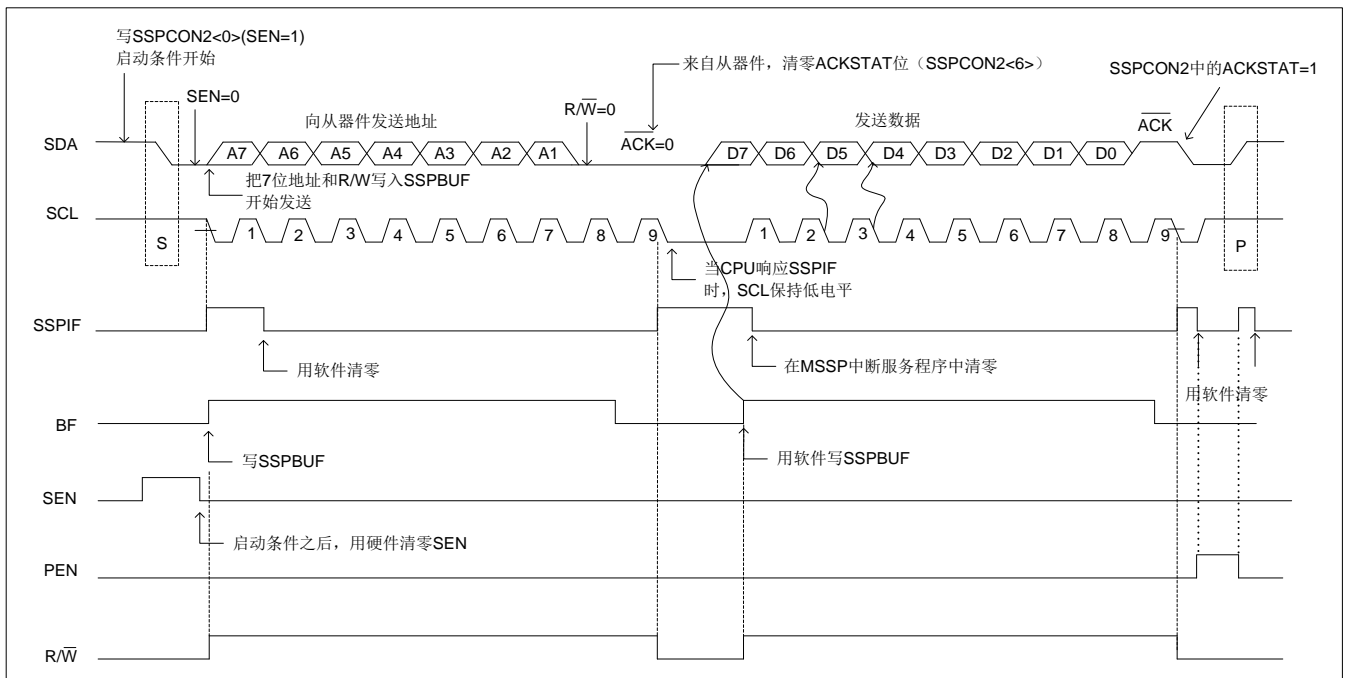 写SSPCON2<0>(SEN=1)
启动条件开始
来自从器件，清零ACKSTAT位（SSPCON2<6>）
SSPCON2中的ACKSTAT=1
SEN=0
向从器件发送地址
R/W̅=0
A̅C̅K̅=0
发送数据
A̅C̅K̅
SDA
A7 A6 A5 A4 A3 A2 A1
D7 D6 D5 D4 D3 D2 D1 D0
把7位地址和R/W写入SSPBUF
开始发送
SCL
S
1 2 3 4 5 6 7 8 9
1 2 3 4 5 6 7 8 9
P
当CPU响应SSPIF
时，SCL保持低电平
SSPIF
用软件清零
在MSSP中断服务程序中清零
用软件清零
BF
写SSPBUF
用软件写SSPBUF
SEN
启动条件之后，用硬件清零SEN
PEN
R/W̅